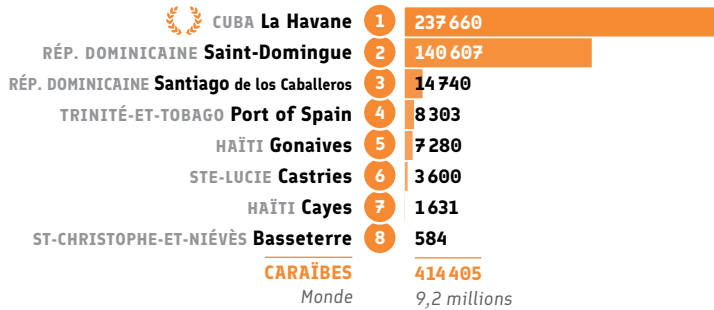 CUBA La Havane 1 237 660
RÉP. DOMINICAINE Saint-Domingue 2 140 607
RÉP. DOMINICAINE Santiago de los Caballeros 3 14 740
TRINITÉ-ET-TOBAGO Port of Spain 4 8 303
HAÏTI Gonaives 5 7 280
STE-LUCIE Castries 6 3 600
HAÏTI Cayes 7 1 631
ST-CHRISTOPHE-ET-NIÉVÈS Basseterre 8 584
CARAÏBES 414 405
Monde 9,2 millions